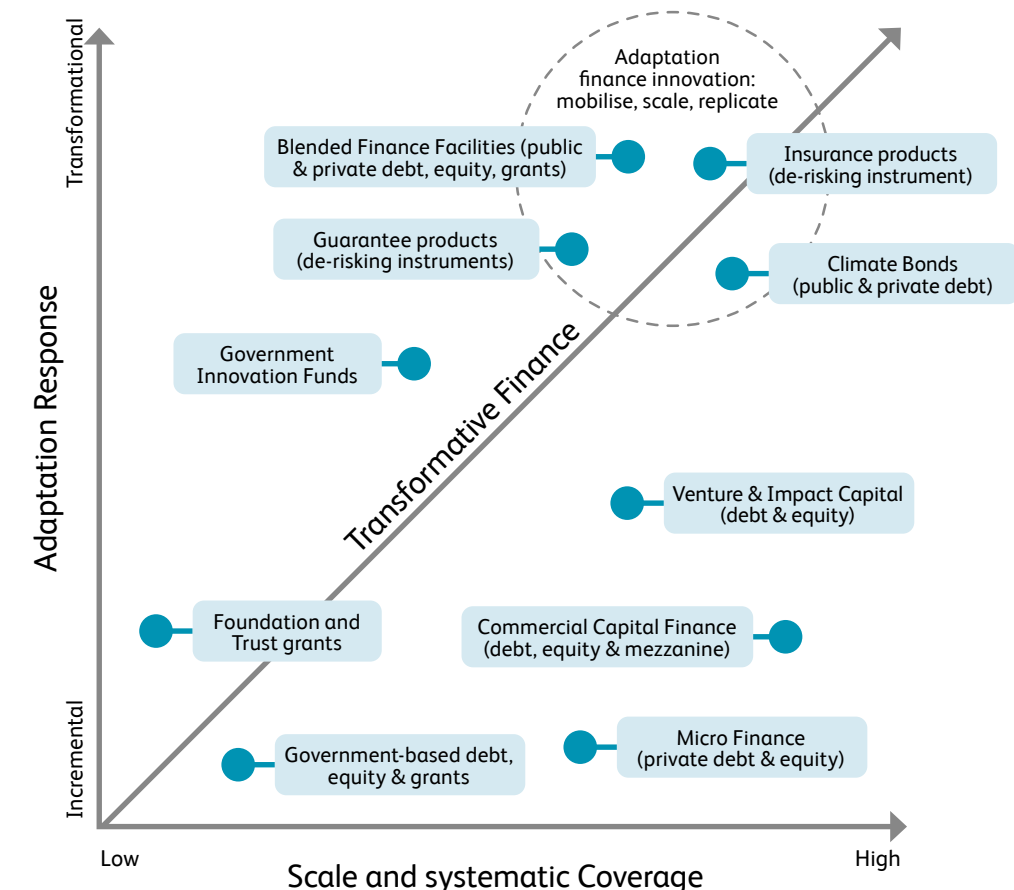 Transformational
Adaptation
finance innovation:
mobilise, scale, replicate
Blended Finance Facilities (public
& private debt, equity, grants)
Insurance products
(de-risking instrument)
Guarantee products
(de-risking instruments)
Climate Bonds
(public & private debt)
Adaptation Response
Government
Innovation Funds
Transformative Finance
Venture & Impact Capital
(debt & equity)
Foundation and
Trust grants
Commercial Capital Finance
(debt, equity & mezzanine)
Incremental
Government-based debt,
equity & grants
Micro Finance
(private debt & equity)
Low
High
Scale and systematic Coverage